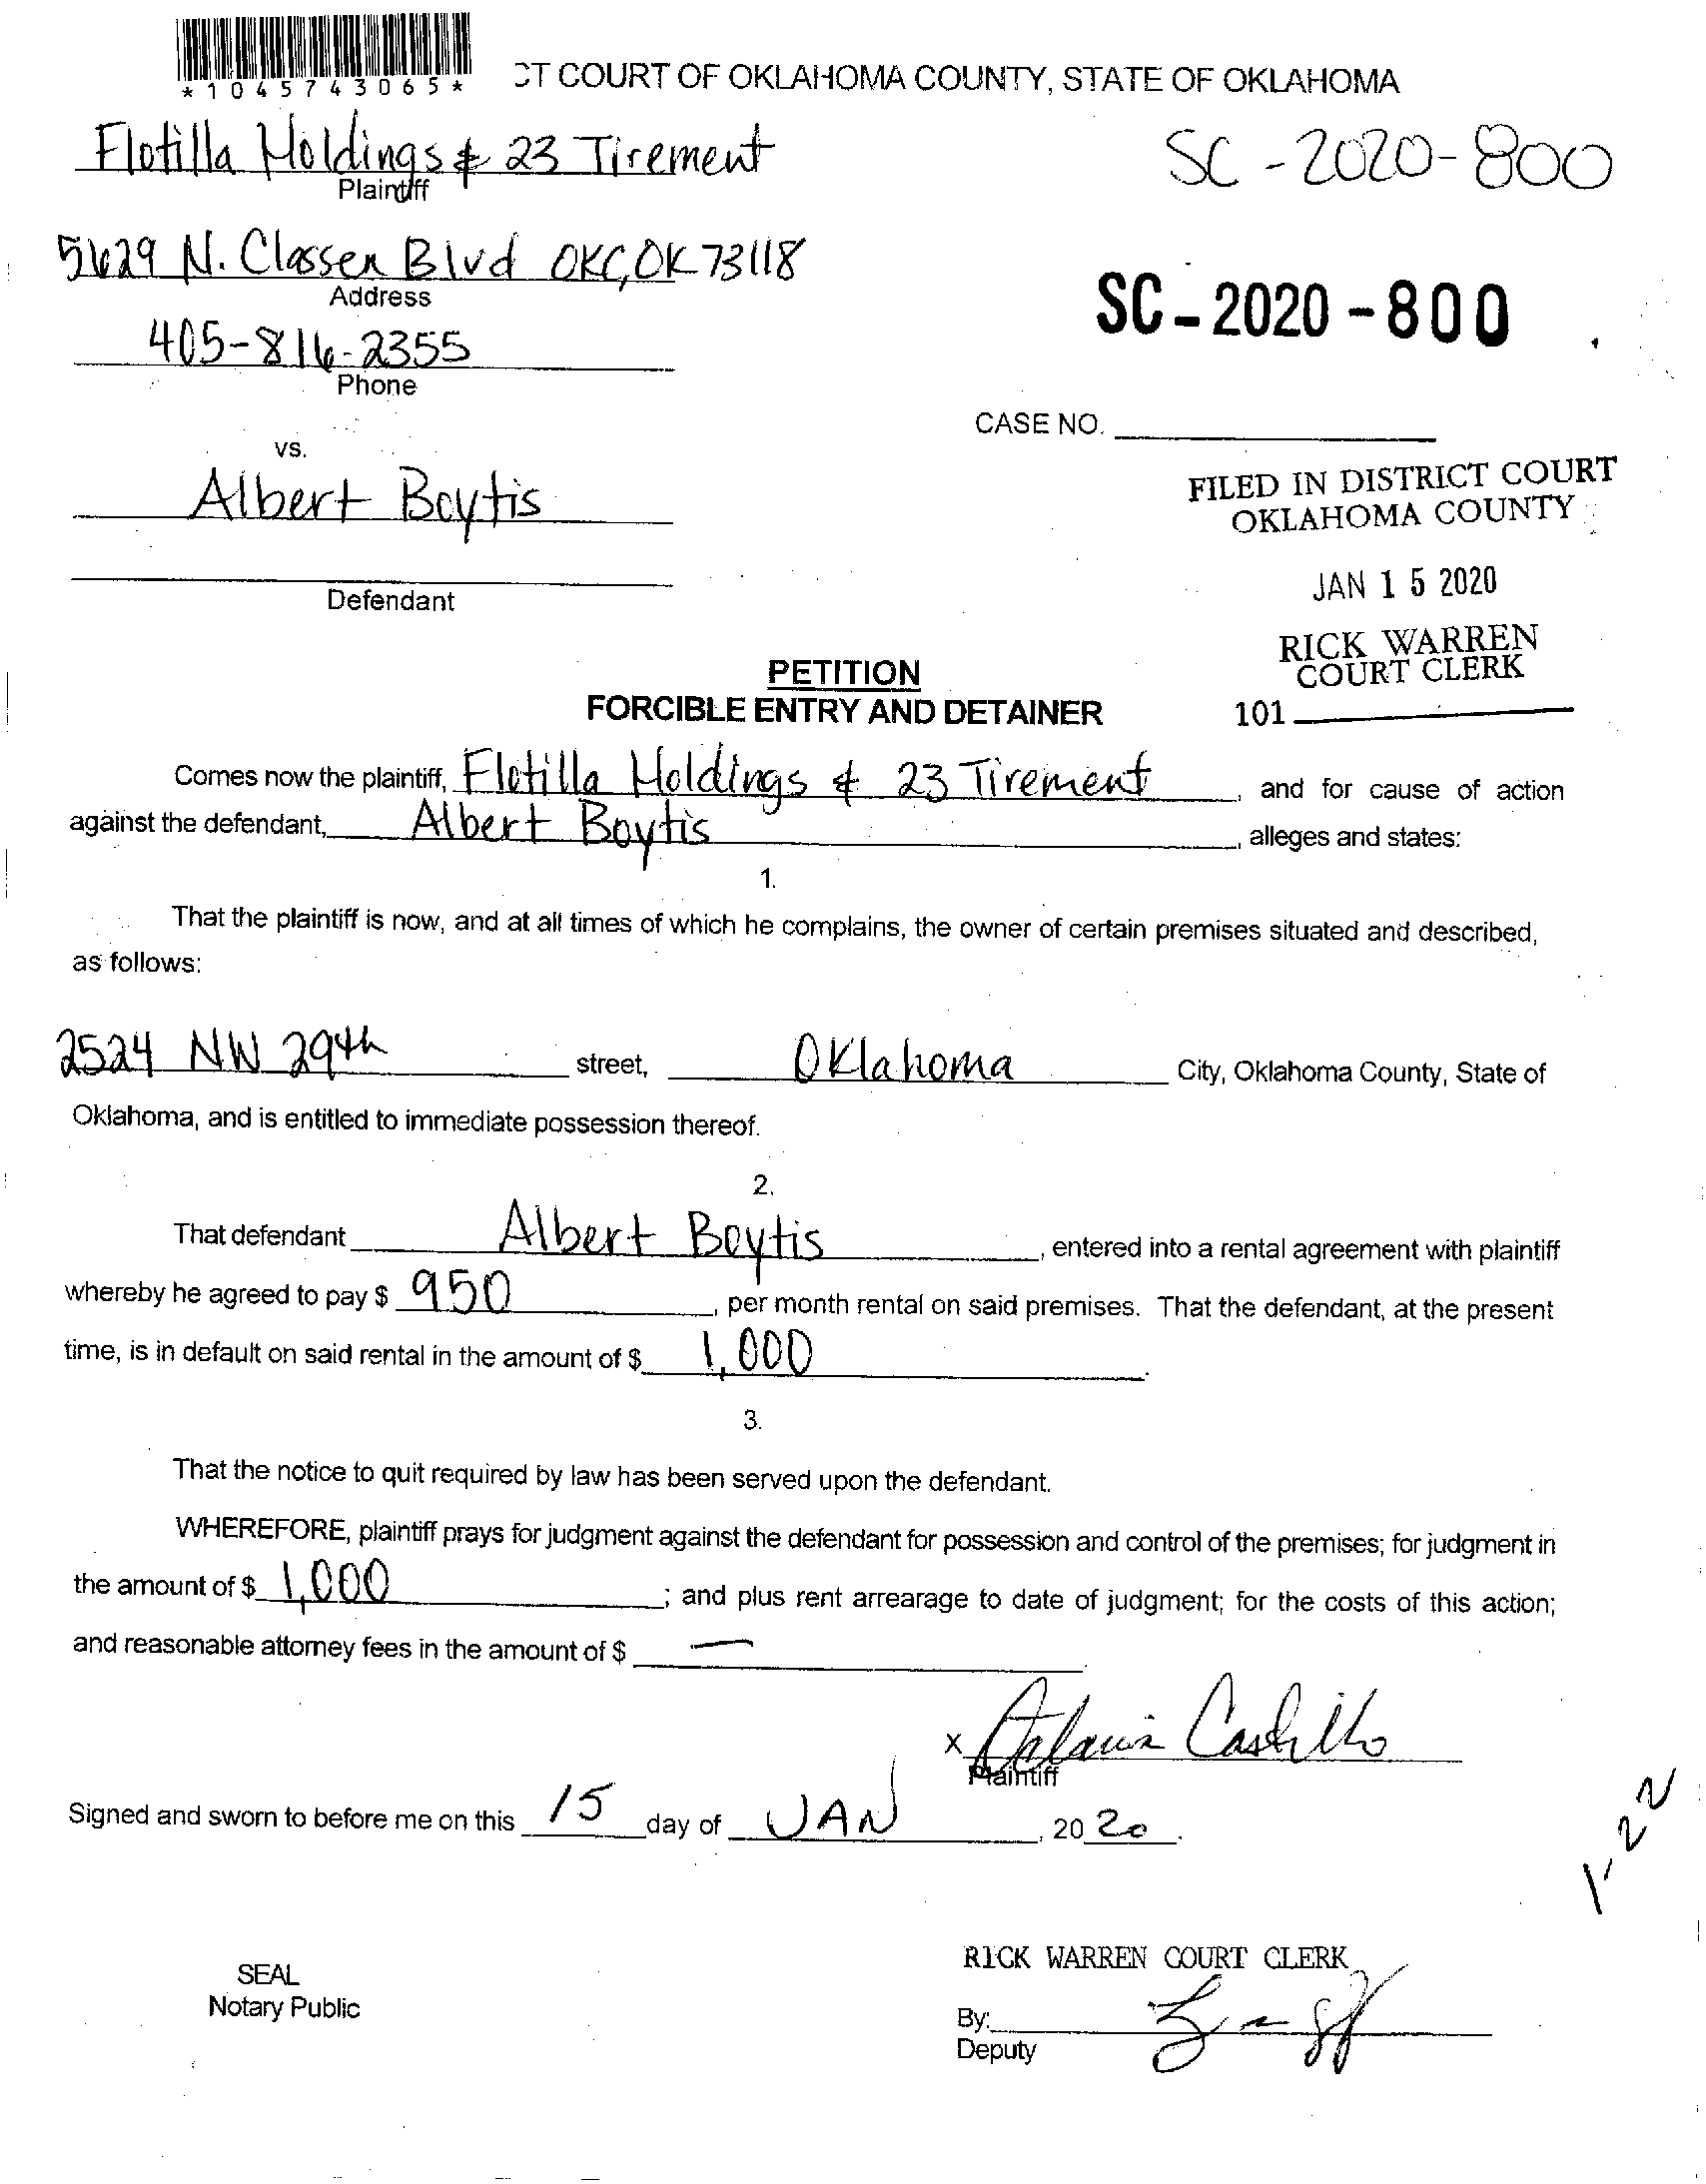 *1045743065*
CT COURT OF OKLAHOMA COUNTY, STATE OF OKLAHOMA
Flotilla Holdings & 23 Tirement
Plaintiff
SC-2020-800
5629 N. Classen Blvd OKC, OK 73118
Address
SC-2020-800
405-816-2355
Phone
CASE NO.
vs.
Albert Boytis
FILED IN DISTRICT COURT
OKLAHOMA COUNTY
JAN 15 2020
Defendant
RICK WARREN
COURT CLERK
101
PETITION
FORCIBLE ENTRY AND DETAINER
Comes now the plaintiff, Flotilla Holdings & 23 Tirement, and for cause of action
against the defendant, Albert Boytis, alleges and states:
1.
That the plaintiff is now, and at all times of which he complains, the owner of certain premises situated and described,
as follows:
2524 NW 29th street, Oklahoma City, Oklahoma County, State of
Oklahoma, and is entitled to immediate possession thereof.
2.
That defendant Albert Boytis, entered into a rental agreement with plaintiff
whereby he agreed to pay $ 950, per month rental on said premises. That the defendant, at the present
time, is in default on said rental in the amount of $ 1,000.
3.
That the notice to quit required by law has been served upon the defendant.
WHEREFORE, plaintiff prays for judgment against the defendant for possession and control of the premises; for judgment in
the amount of $ 1,000; and plus rent arrearage to date of judgment; for the costs of this action;
and reasonable attorney fees in the amount of $ —
x Castillo
Plaintiff
Signed and sworn to before me on this 15 day of JAN, 2020.
1-22
SEAL
Notary Public
RICK WARREN COURT CLERK
By:
Deputy